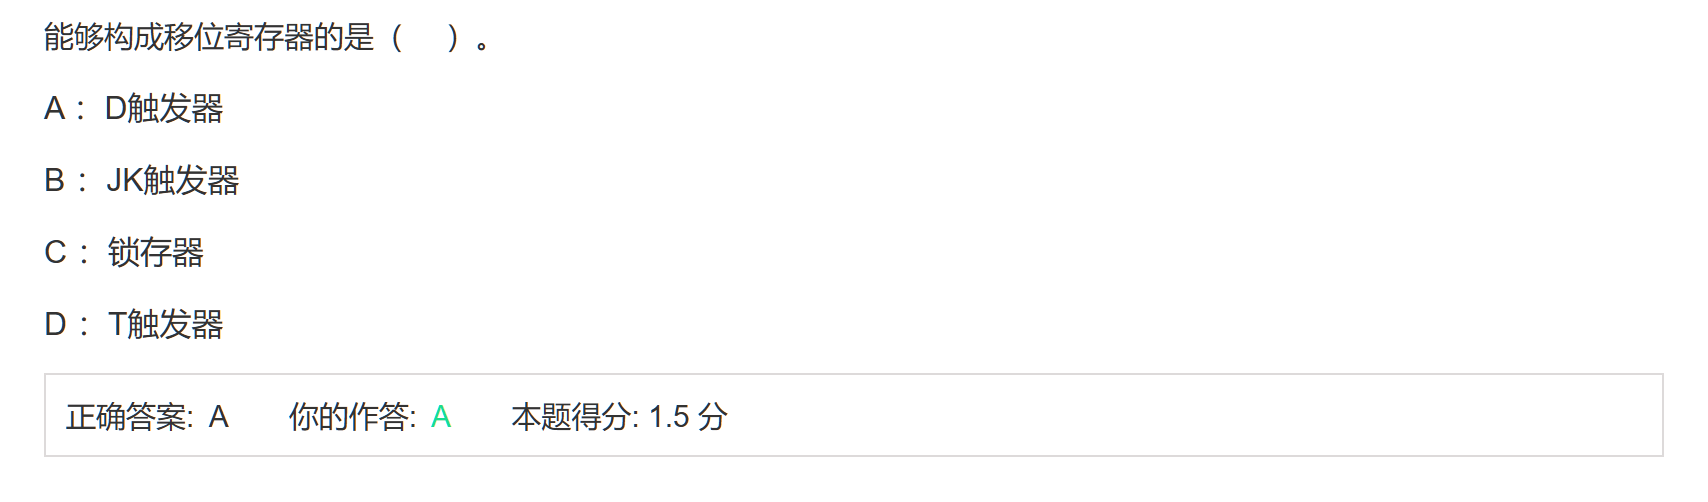 能够构成移位寄存器的是（　）。
A： D触发器
B： JK触发器
C： 锁存器
D： T触发器
正确答案: A 你的作答: A 本题得分: 1.5 分